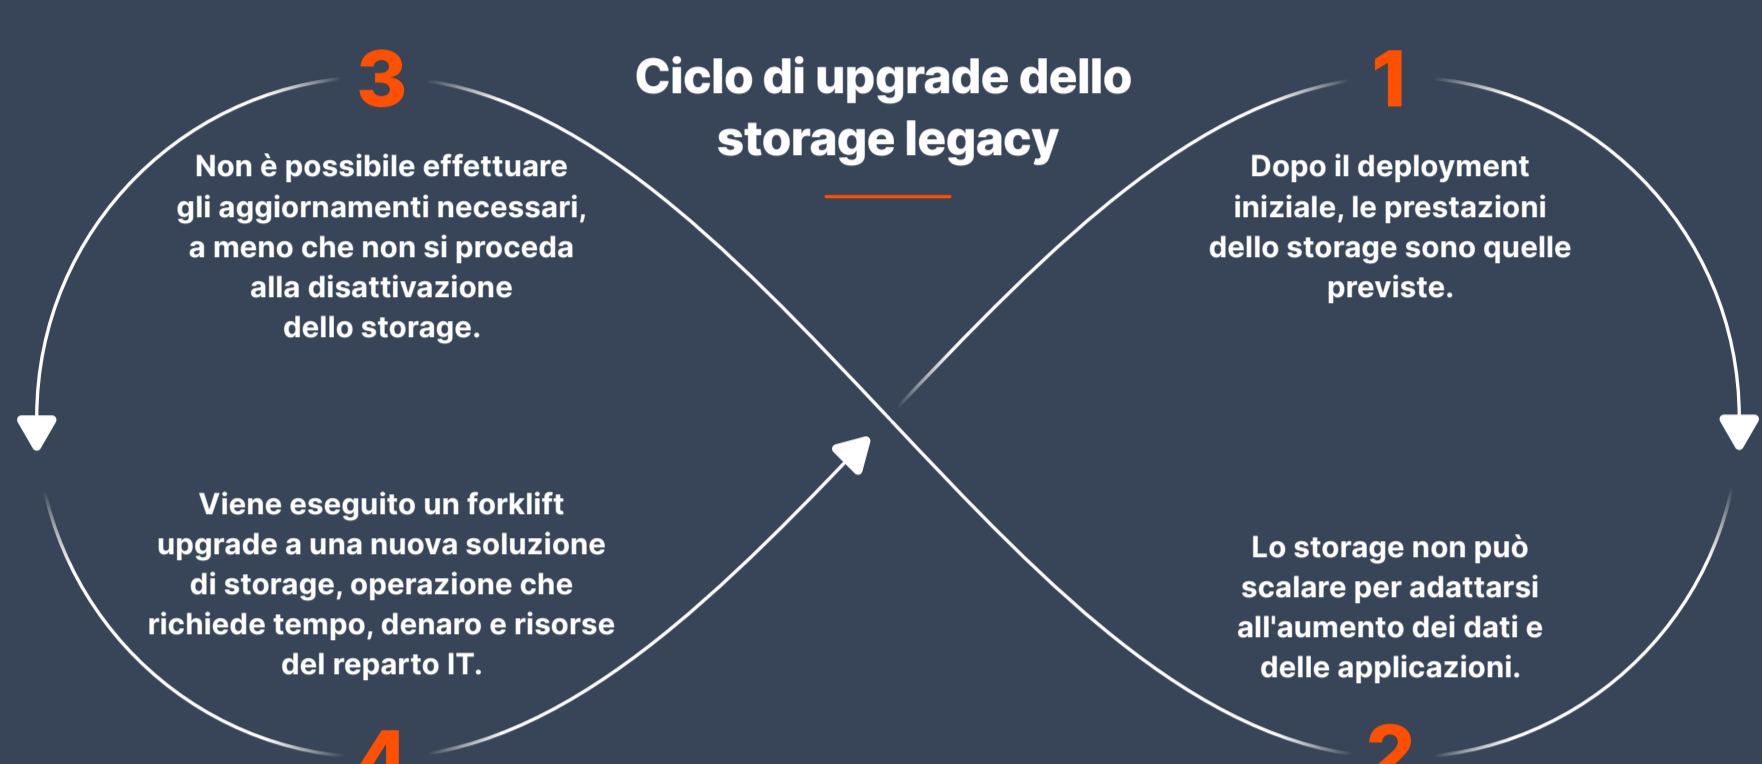 Ciclo di upgrade dello
storage legacy
1
Dopo il deployment
iniziale, le prestazioni
dello storage sono quelle
previste.
Lo storage non può
scalare per adattarsi
all'aumento dei dati e
delle applicazioni.
2
3
Non è possibile effettuare
gli aggiornamenti necessari,
a meno che non si proceda
alla disattivazione
dello storage.
Viene eseguito un forklift
upgrade a una nuova soluzione
di storage, operazione che
richiede tempo, denaro e risorse
del reparto IT.
4